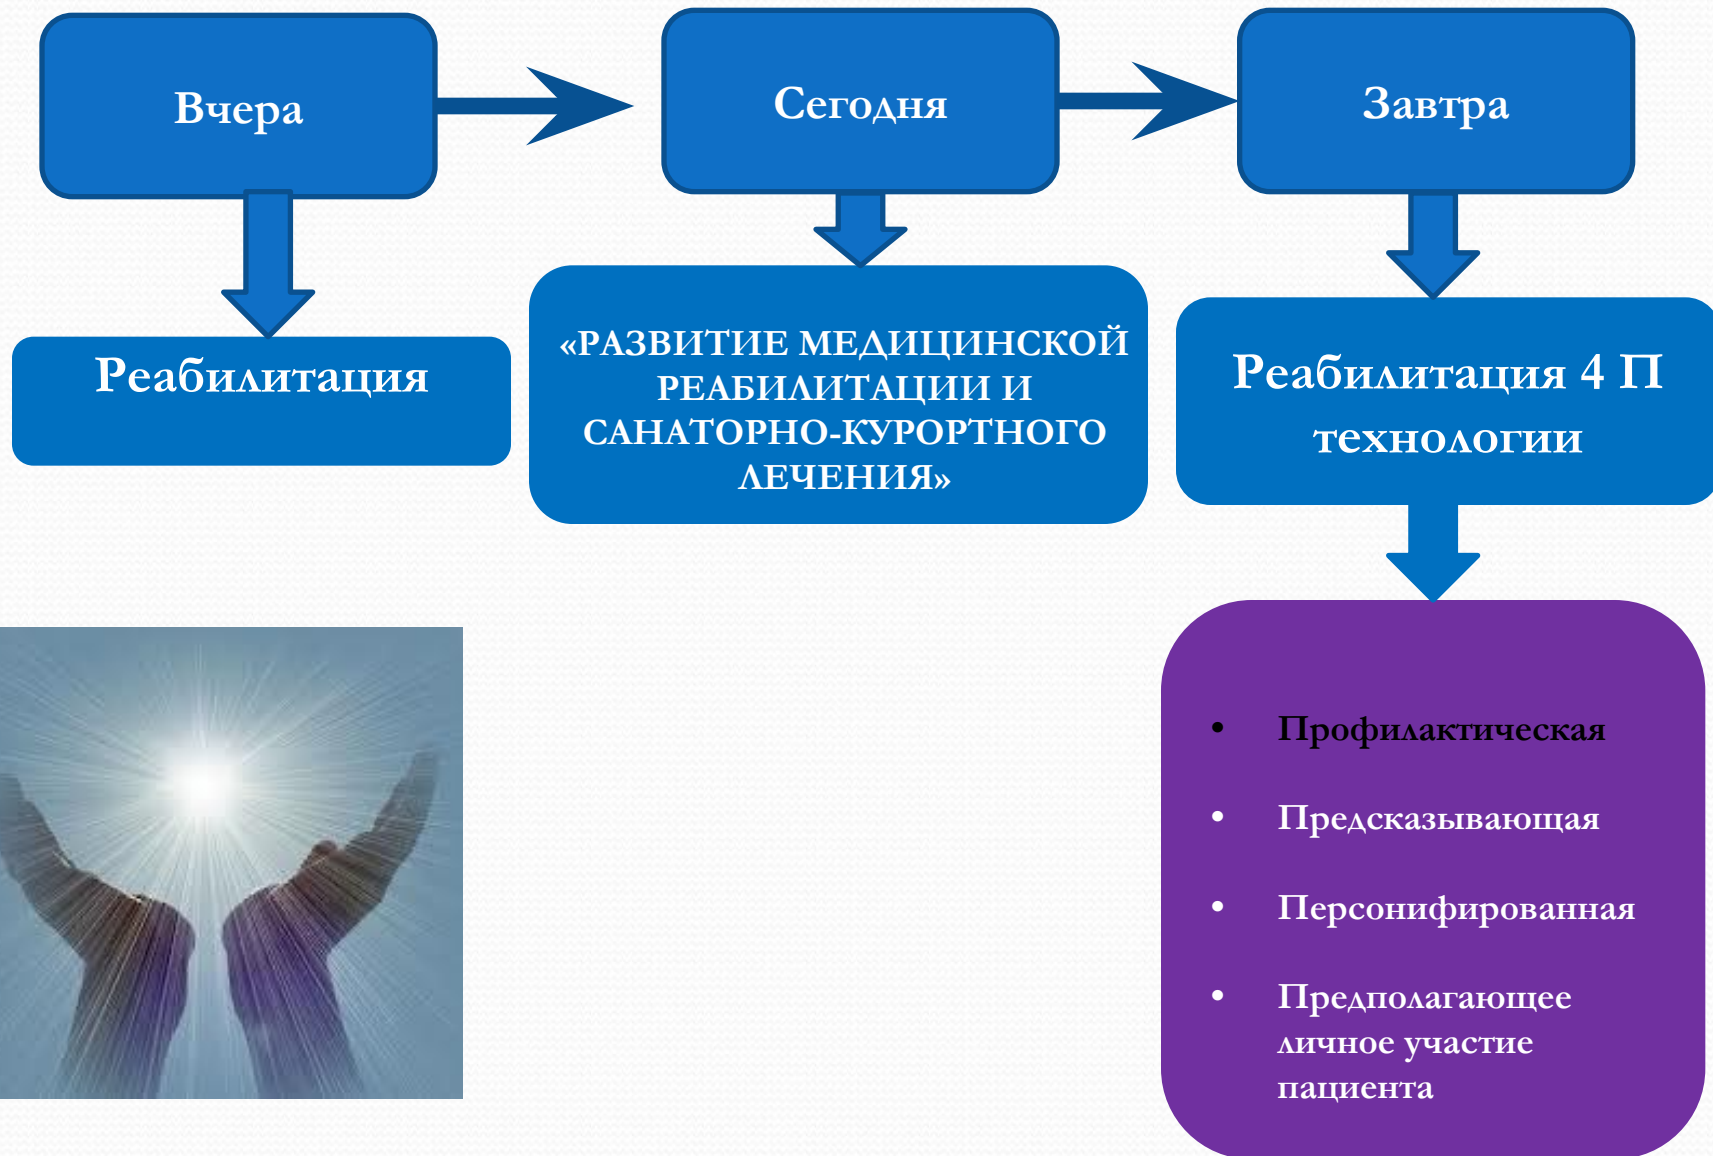 Вчера
Сегодня
Завтра
Реабилитация
«РАЗВИТИЕ МЕДИЦИНСКОЙ
РЕАБИЛИТАЦИИ И
САНАТОРНО-КУРОРТНОГО
ЛЕЧЕНИЯ»
Реабилитация 4 П
технологии
• Профилактическая
• Предсказывающая
• Персонифированная
• Предполагающее
личное участие
пациента